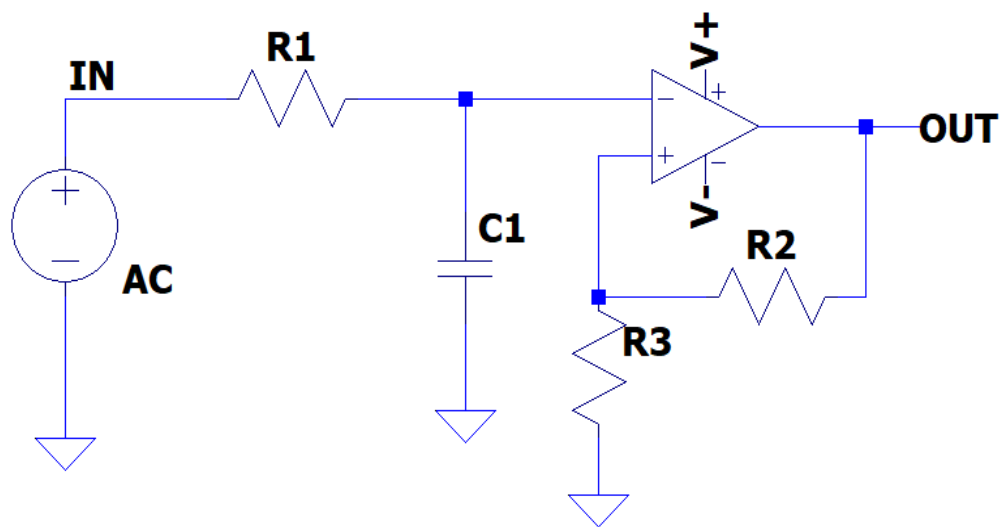 IN
R1
V+
+
−
+
−
V-
OUT
+
−
AC
C1
R2
R3